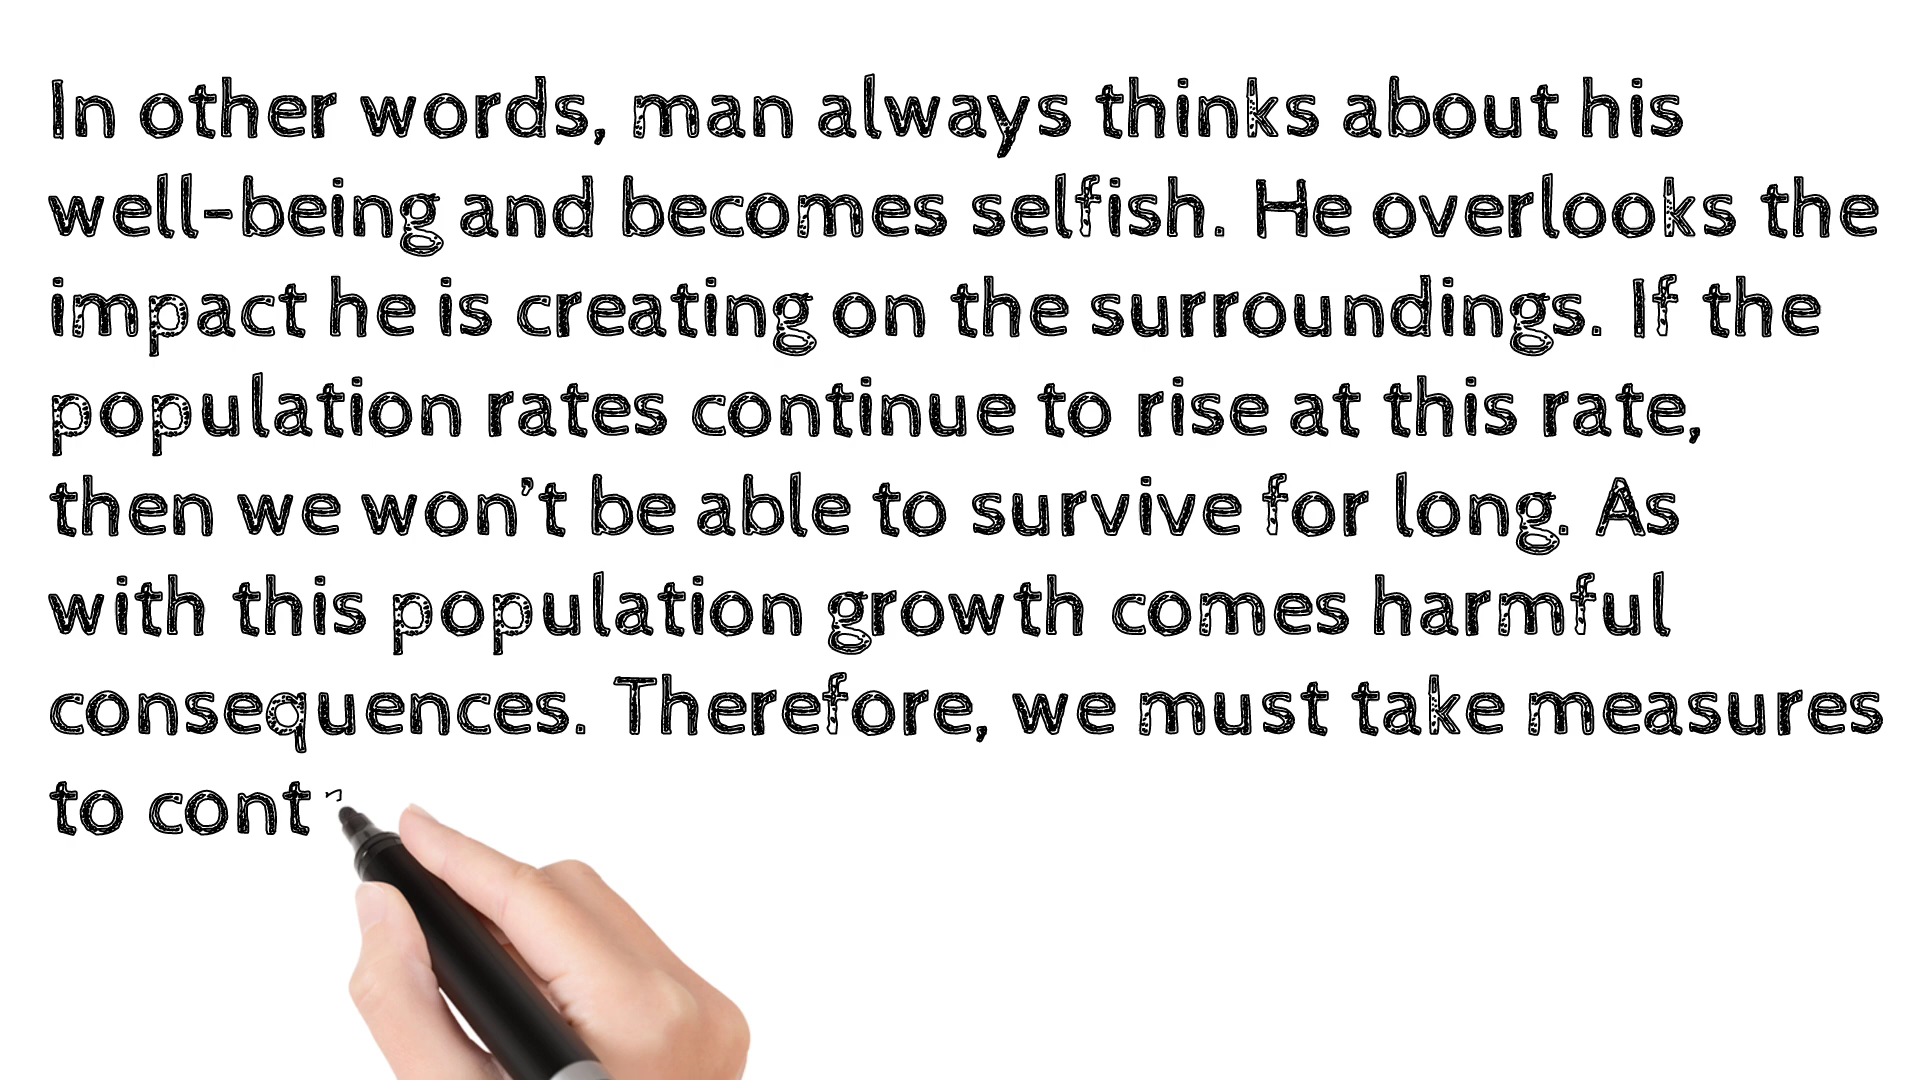 In other words, man always thinks about his
well-being and becomes selfish. He overlooks the
impact he is creating on the surroundings. If the
population rates continue to rise at this rate,
then we won't be able to survive for long. As
with this population growth comes harmful
consequences. Therefore, we must take measures
to cont